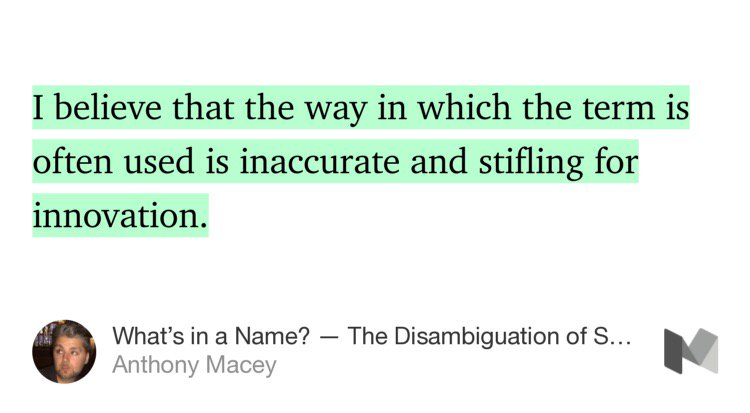 I believe that the way in which the term is
often used is inaccurate and stifling for
innovation.
What’s in a Name? — The Disambiguation of S…
Anthony Macey